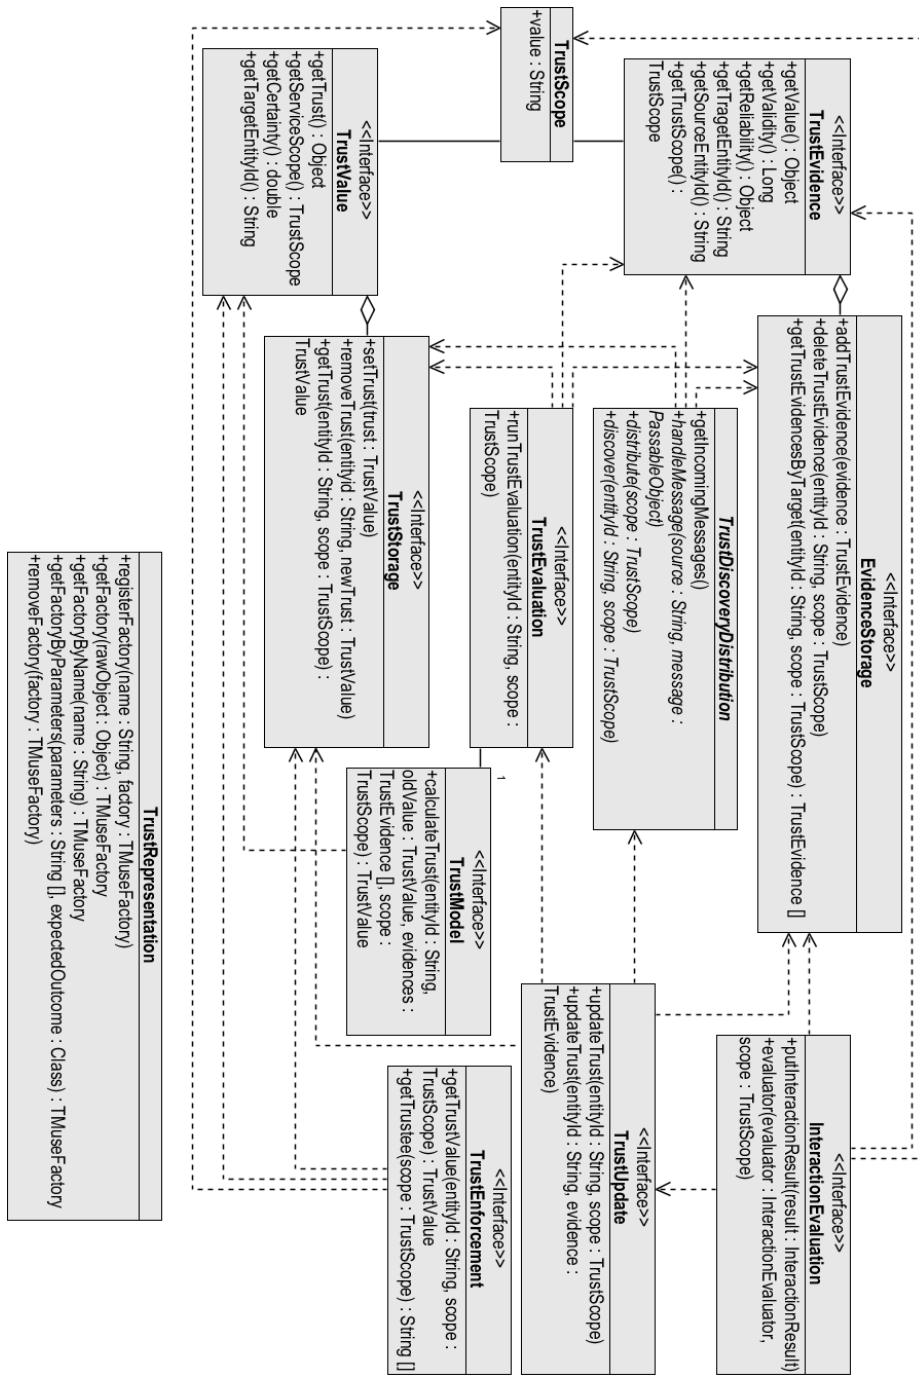 TrustScope
+value : String
<<Interface>>
TrustEvidence
+getValue() : Object
+getValidity() : Long
+getReliability() : Object
+getTragetEntityId() : String
+getSourceEntityId() : String
+getTrustScope() :
TrustScope
<<Interface>>
TrustValue
+getTrust() : Object
+getServiceScope() : TrustScope
+getCertainty() : double
+getTargetEntityId() : String
<<Interface>>
EvidenceStorage
+addTrustEvidence(evidence : TrustEvidence)
+deleteTrustEvidence(entityId : String, scope : TrustScope)
+getTrustEvidencesByTarget(entityId : String, scope : TrustScope) : TrustEvidence []
TrustDiscoveryDistribution
+getIncomingMessages()
+handleMessage(source : String, message :
PassableObject)
+distribute(scope : TrustScope)
+discover(entityId : String, scope : TrustScope)
<<Interface>>
TrustEvaluation
+runTrustEvaluation(entityId : String, scope :
TrustScope)
<<Interface>>
TrustStorage
+setTrust(trust : TrustValue)
+removeTrust(entityid : String, newTrust : TrustValue)
+getTrust(entityId : String, scope : TrustScope) :
TrustValue
1
<<Interface>>
TrustModel
+calculateTrust(entityId : String,
oldValue : TrustValue, evidences :
TrustEvidence [], scope :
TrustScope) : TrustValue
<<Interface>>
InteractionEvaluation
+putInteractionResult(result : InteractionResult)
+evaluator(evaluator : InteractionEvaluator,
scope : TrustScope)
<<Interface>>
TrustUpdate
+updateTrust(entityId : String, scope : TrustScope)
+updateTrust(entityId : String, evidence :
TrustEvidence)
<<Interface>>
TrustEnforcement
+getTrustValue(entityId : String, scope :
TrustScope) : TrustValue
+getTrustee(scope : TrustScope) : String []
TrustRepresentation
+registerFactory(name : String, factory : TMuseFactory)
+getFactory(rawObject : Object) : TMuseFactory
+getFactoryByName(name : String) : TMuseFactory
+getFactoryByParameters(parameters : String [], expectedOutcome : Class) : TMuseFactory
+removeFactory(factory : TMuseFactory)